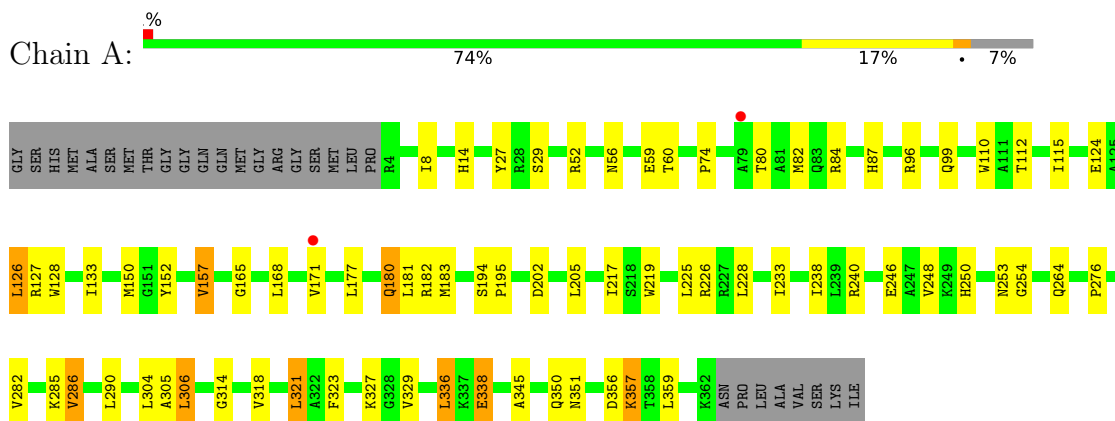 .%
Chain A:
74% 17% • 7%
GLY SER HIS MET ALA SER MET THR GLY GLY GLN GLN MET GLY ARG GLY SER MET LEU PRO R4 I8 H14 Y27 R28 S29 R52 N56 E59 T60 P74 A79 T80 A81 M82 Q83 R84 H87 R96 Q99 W110 A111 T112 I115 E124 A125
L126 R127 W128 I133 M150 G151 Y152 V157 G165 L168 V171 L177 Q180 L181 R182 M183 S194 P195 D202 L205 I217 S218 W219 L225 R226 R227 L228 I233 I238 L239 R240 E246 A247 V248 K249 H250 N253 G254 Q264 P276
V282 K285 V286 L290 L304 A305 L306 G314 V318 L321 A322 F323 K327 G328 V329 L336 K337 E338 A345 Q350 N351 D356 K357 T358 L359 K362 ASN PRO LEU ALA VAL SER LYS ILE